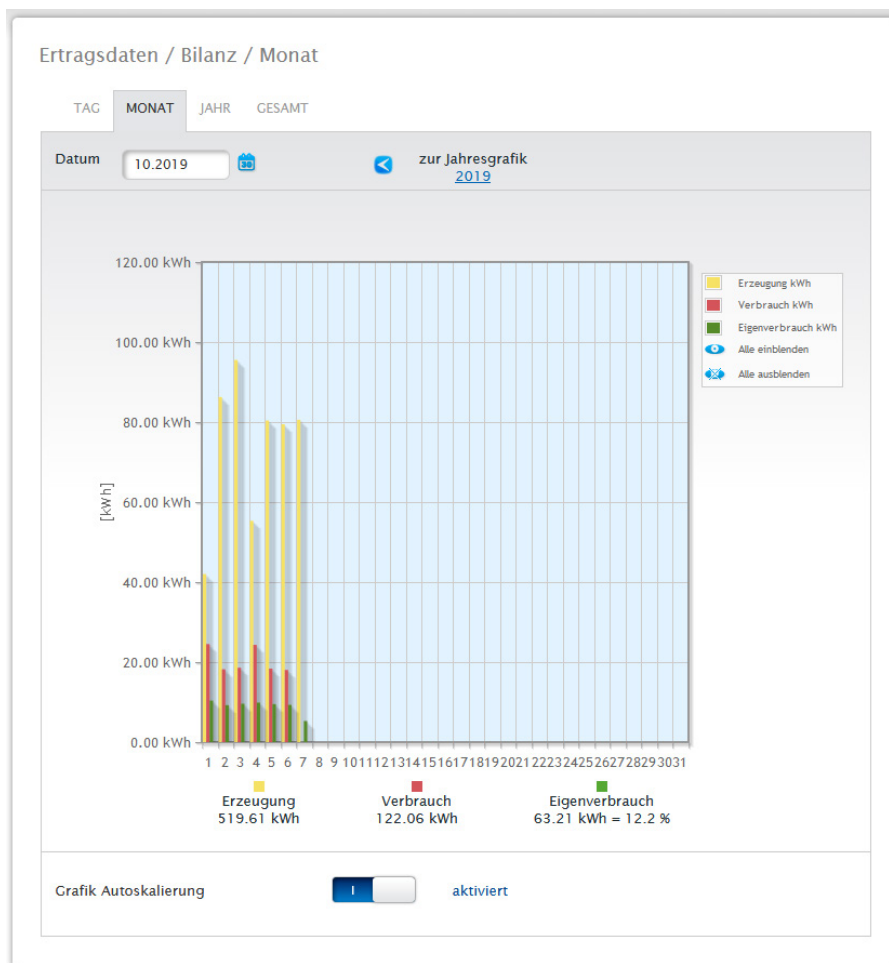 Ertragsdaten / Bilanz / Monat
TAG MONAT JAHR GESAMT
Datum 10.2019 30 zur Jahresgrafik
2019
120.00 kWh
100.00 kWh
80.00 kWh
60.00 kWh
40.00 kWh
20.00 kWh
0.00 kWh
[kWh]
Erzeugung kWh
Verbrauch kWh
Eigenverbrauch kWh
Alle einblenden
Alle ausblenden
1 2 3 4 5 6 7 8 9 10 11 12 13 14 15 16 17 18 19 20 21 22 23 24 25 26 27 28 29 30 31
Erzeugung Verbrauch Eigenverbrauch
519.61 kWh 122.06 kWh 63.21 kWh = 12.2 %
Grafik Autoskalierung I aktiviert